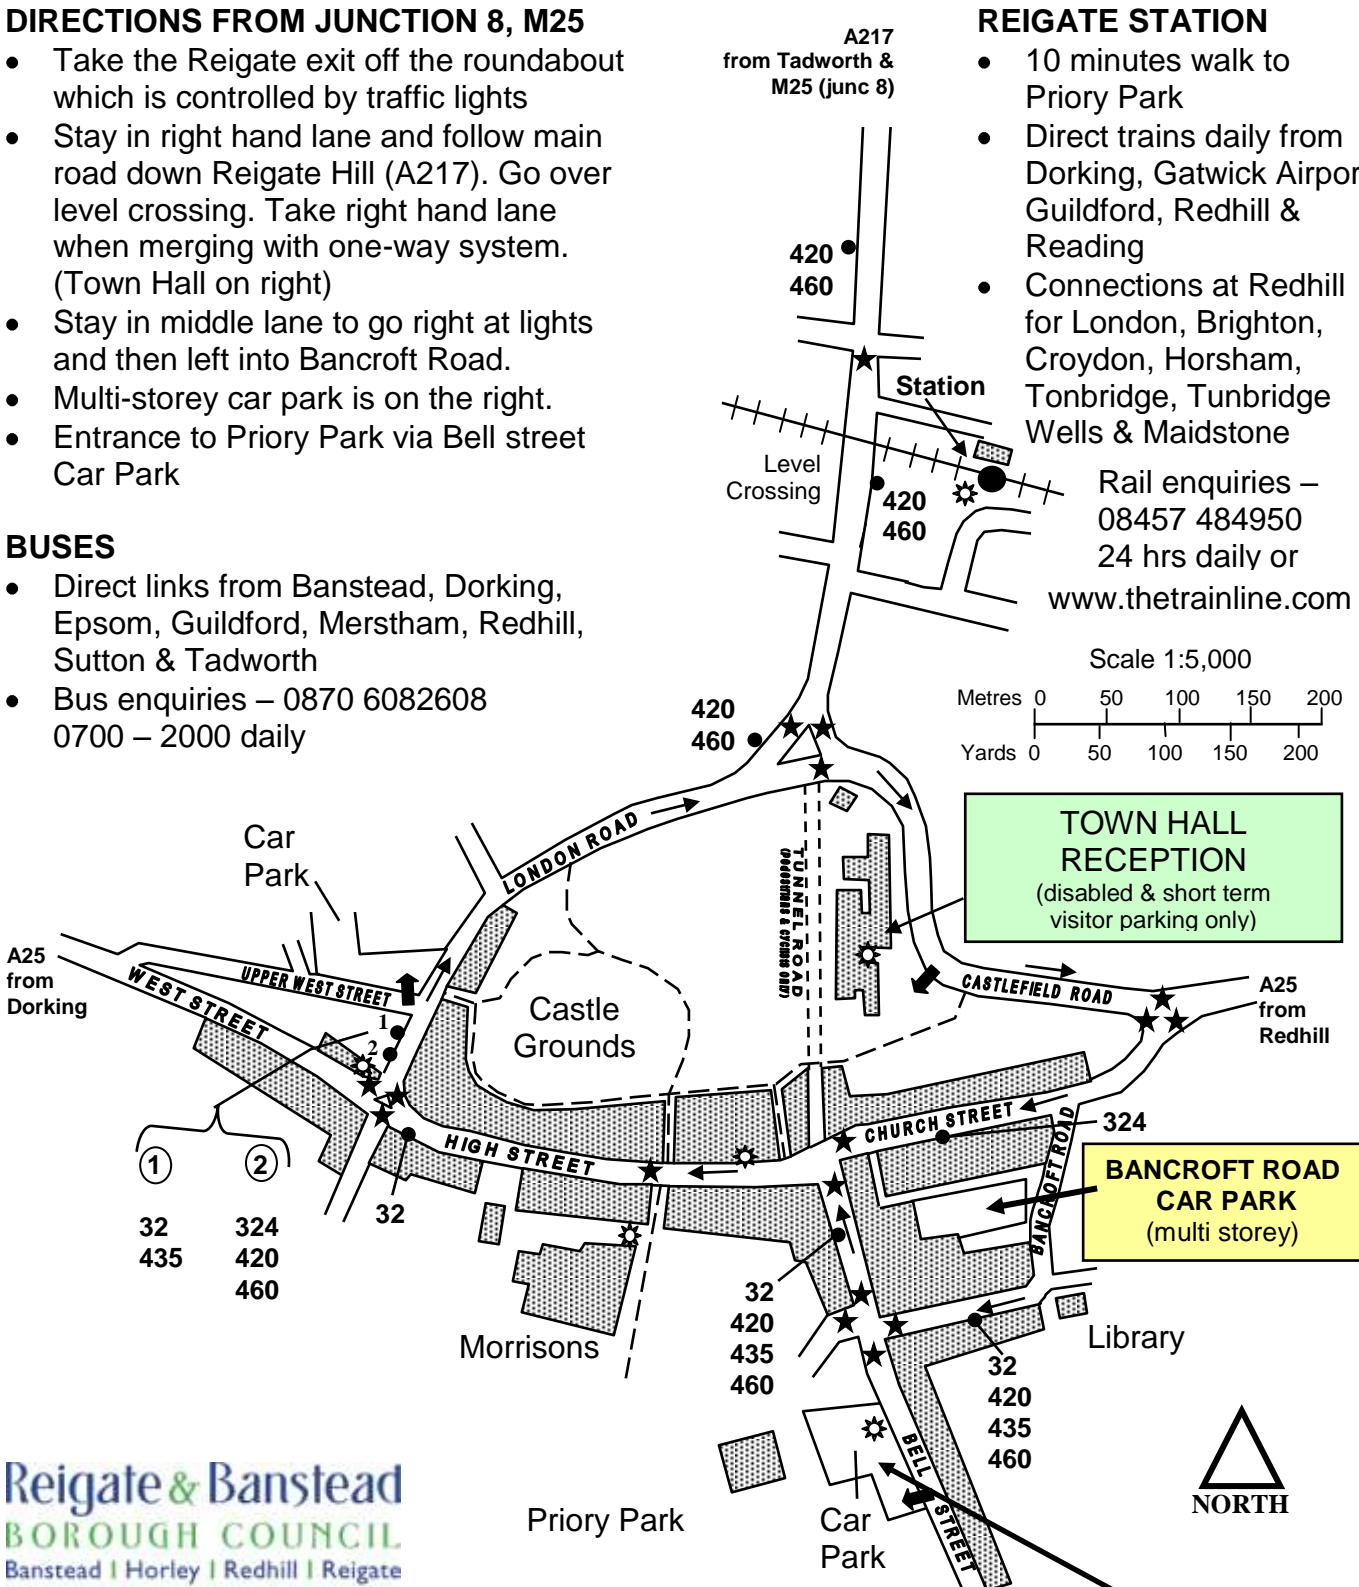 DIRECTIONS FROM JUNCTION 8, M25
• Take the Reigate exit off the roundabout
which is controlled by traffic lights
• Stay in right hand lane and follow main
road down Reigate Hill (A217). Go over
level crossing. Take right hand lane
when merging with one-way system.
(Town Hall on right)
• Stay in middle lane to go right at lights
and then left into Bancroft Road.
• Multi-storey car park is on the right.
• Entrance to Priory Park via Bell street
Car Park
BUSES
• Direct links from Banstead, Dorking,
Epsom, Guildford, Merstham, Redhill,
Sutton & Tadworth
• Bus enquiries – 0870 6082608
0700 – 2000 daily
A217
from Tadworth &
M25 (junc 8)
REIGATE STATION
• 10 minutes walk to
Priory Park
• Direct trains daily from
Dorking, Gatwick Airpor
Guildford, Redhill &
Reading
• Connections at Redhill
for London, Brighton,
Croydon, Horsham,
Tonbridge, Tunbridge
Wells & Maidstone
Rail enquiries –
08457 484950
24 hrs daily or
www.thetrainline.com
420
460
Station
Level
Crossing
420
460
Scale 1:5,000
Metres 0 50 100 150 200
Yards 0 50 100 150 200
420
460
TOWN HALL
RECEPTION
(disabled & short term
visitor parking only)
Car
Park
LONDON ROAD
TUNNEL ROAD
(PEDESTRIANS & CYCLISTS ONLY)
A25
from
Dorking
WEST STREET
UPPER WEST STREET
Castle
Grounds
CASTLEFIELD ROAD
A25
from
Redhill
1
2
1
2
32
435
324
420
460
32
HIGH STREET
CHURCH STREET
324
BANCROFT ROAD
BANCROFT ROAD
CAR PARK
(multi storey)
Morrisons
32
420
435
460
Library
32
420
435
460
BELL STREET
Priory Park
Car
Park
NORTH
Reigate & Banstead
BOROUGH COUNCIL
Banstead | Horley | Redhill | Reigate